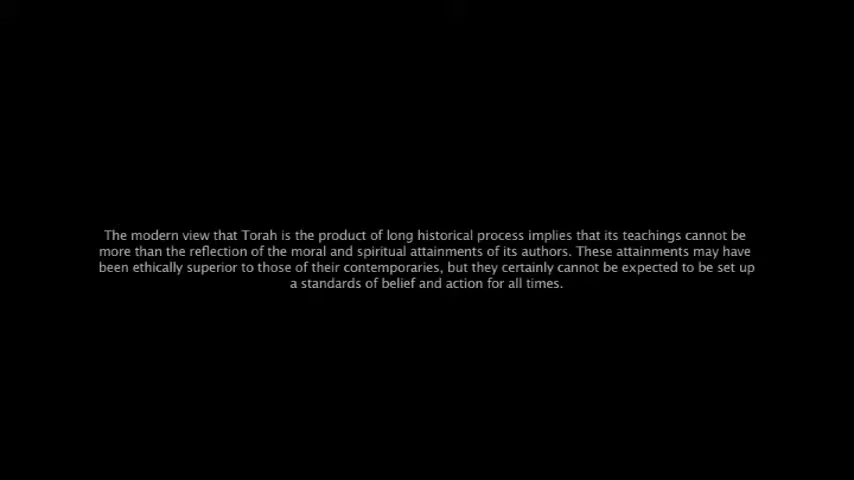 The modern view that Torah is the product of long historical process implies that its teachings cannot be
more than the reflection of the moral and spiritual attainments of its authors. These attainments may have
been ethically superior to those of their contemporaries, but they certainly cannot be expected to be set up
a standards of belief and action for all times.